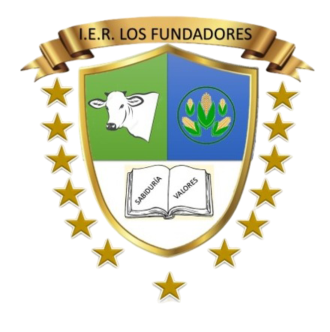 I.E.R. LOS FUNDADORES
SABIDURÍA
VALORES